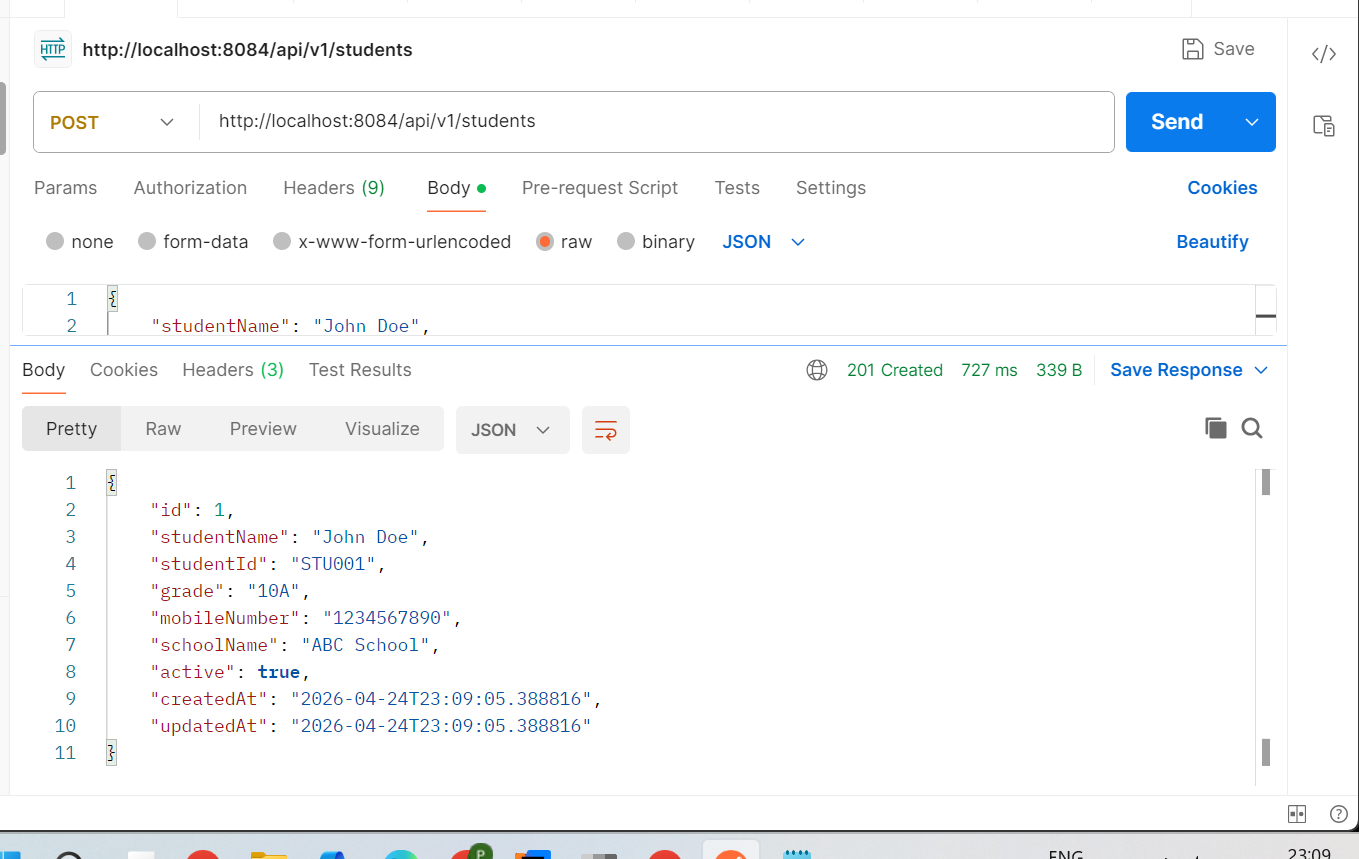 HTTP http://localhost:8084/api/v1/students Save
POST http://localhost:8084/api/v1/students Send
Params Authorization Headers (9) Body Pre-request Script Tests Settings Cookies
none form-data x-www-form-urlencoded raw binary JSON Beautify
1 {
2 "studentName": "John Doe",
Body Cookies Headers (3) Test Results 201 Created 727 ms 339 B Save Response
Pretty Raw Preview Visualize JSON
1 {
2 "id": 1,
3 "studentName": "John Doe",
4 "studentId": "STU001",
5 "grade": "10A",
6 "mobileNumber": "1234567890",
7 "schoolName": "ABC School",
8 "active": true,
9 "createdAt": "2026-04-24T23:09:05.388816",
10 "updatedAt": "2026-04-24T23:09:05.388816"
11 }
P
ENG 23:09